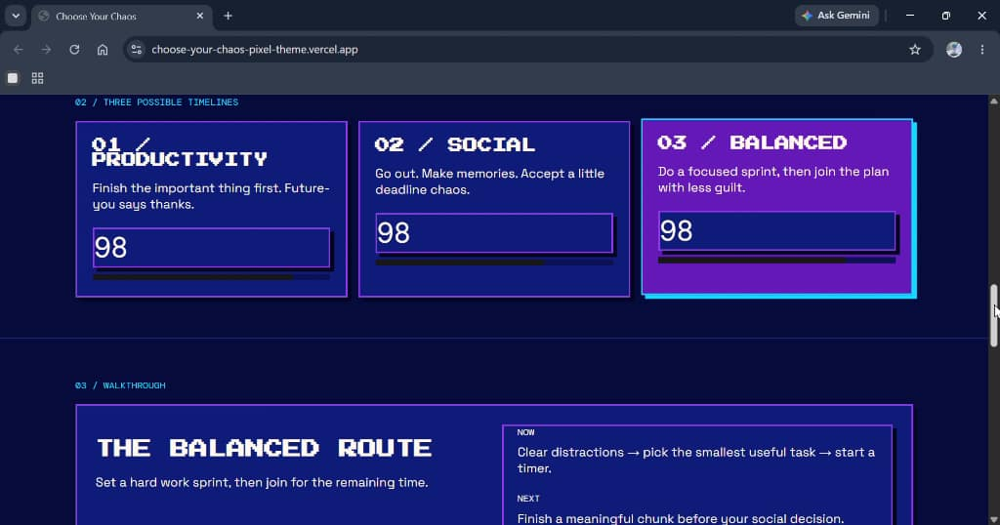 Choose Your Chaos
Ask Gemini
choose-your-chaos-pixel-theme.vercel.app
02 / THREE POSSIBLE TIMELINES
01 /
PRODUCTIVITY
Finish the important thing first. Future-
you says thanks.
98
02 / SOCIAL
Go out. Make memories. Accept a little
deadline chaos.
98
03 / BALANCED
Do a focused sprint, then join the plan
with less guilt.
98
03 / WALKTHROUGH
THE BALANCED ROUTE
Set a hard work sprint, then join for the remaining time.
NOW
Clear distractions → pick the smallest useful task → start a
timer.
NEXT
Finish a meaningful chunk before your social decision.